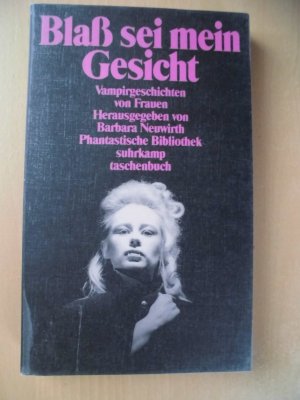 Blaß sei mein
Gesicht
Vampirgeschichten
von Frauen
Herausgegeben von
Barbara Neuwirth
Phantastische Bibliothek
suhrkamp
taschenbuch